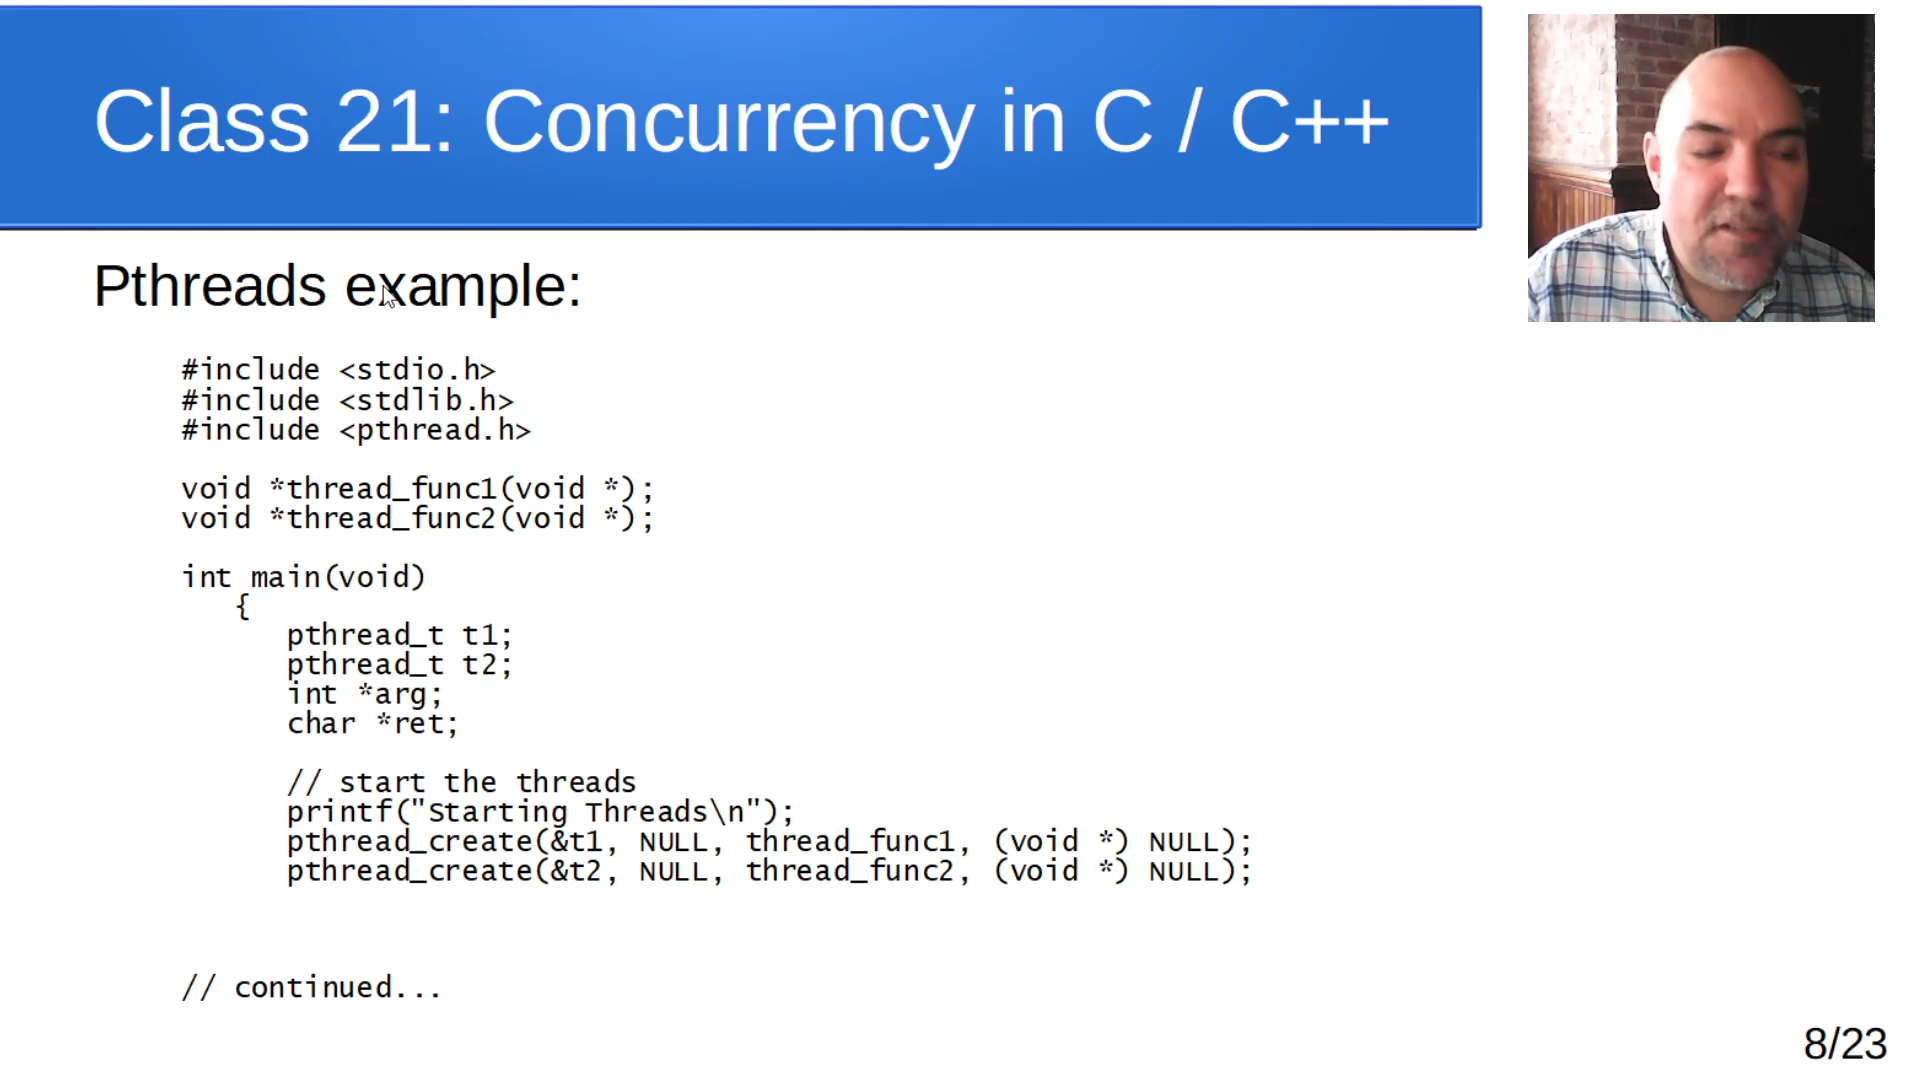 Class 21: Concurrency in C / C++
Pthreads example:
#include <stdio.h>
#include <stdlib.h>
#include <pthread.h>
void *thread_func1(void *);
void *thread_func2(void *);
int main(void)
{
pthread_t t1;
pthread_t t2;
int *arg;
char *ret;
// start the threads
printf("Starting Threads\n");
pthread_create(&t1, NULL, thread_func1, (void *) NULL);
pthread_create(&t2, NULL, thread_func2, (void *) NULL);
// continued...
8/23